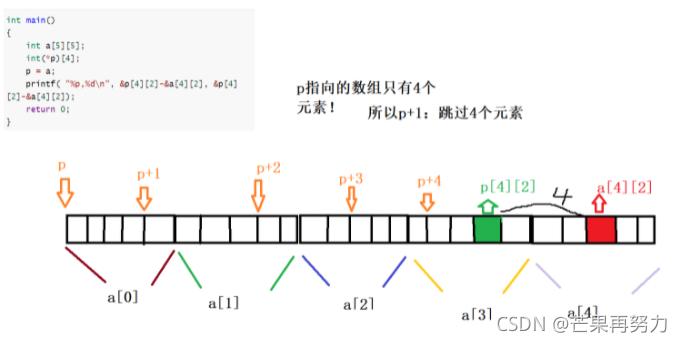 int main()
{
int a[5][5];
int(*p)[4];
p = a;
printf( "%p,%d\n", &p[4][2]-&a[4][2], &p[4]
[2]-&a[4][2]);
return 0;
}
p指向的数组只有4个
元素!
所以p+1: 跳过4个元素
p
p+1
p+2
p+3
p+4
p[4][2]
4
a[4][2]
a[0]
a[1]
a[2]
a[3]
a[4]
CSDN @芒果再努力